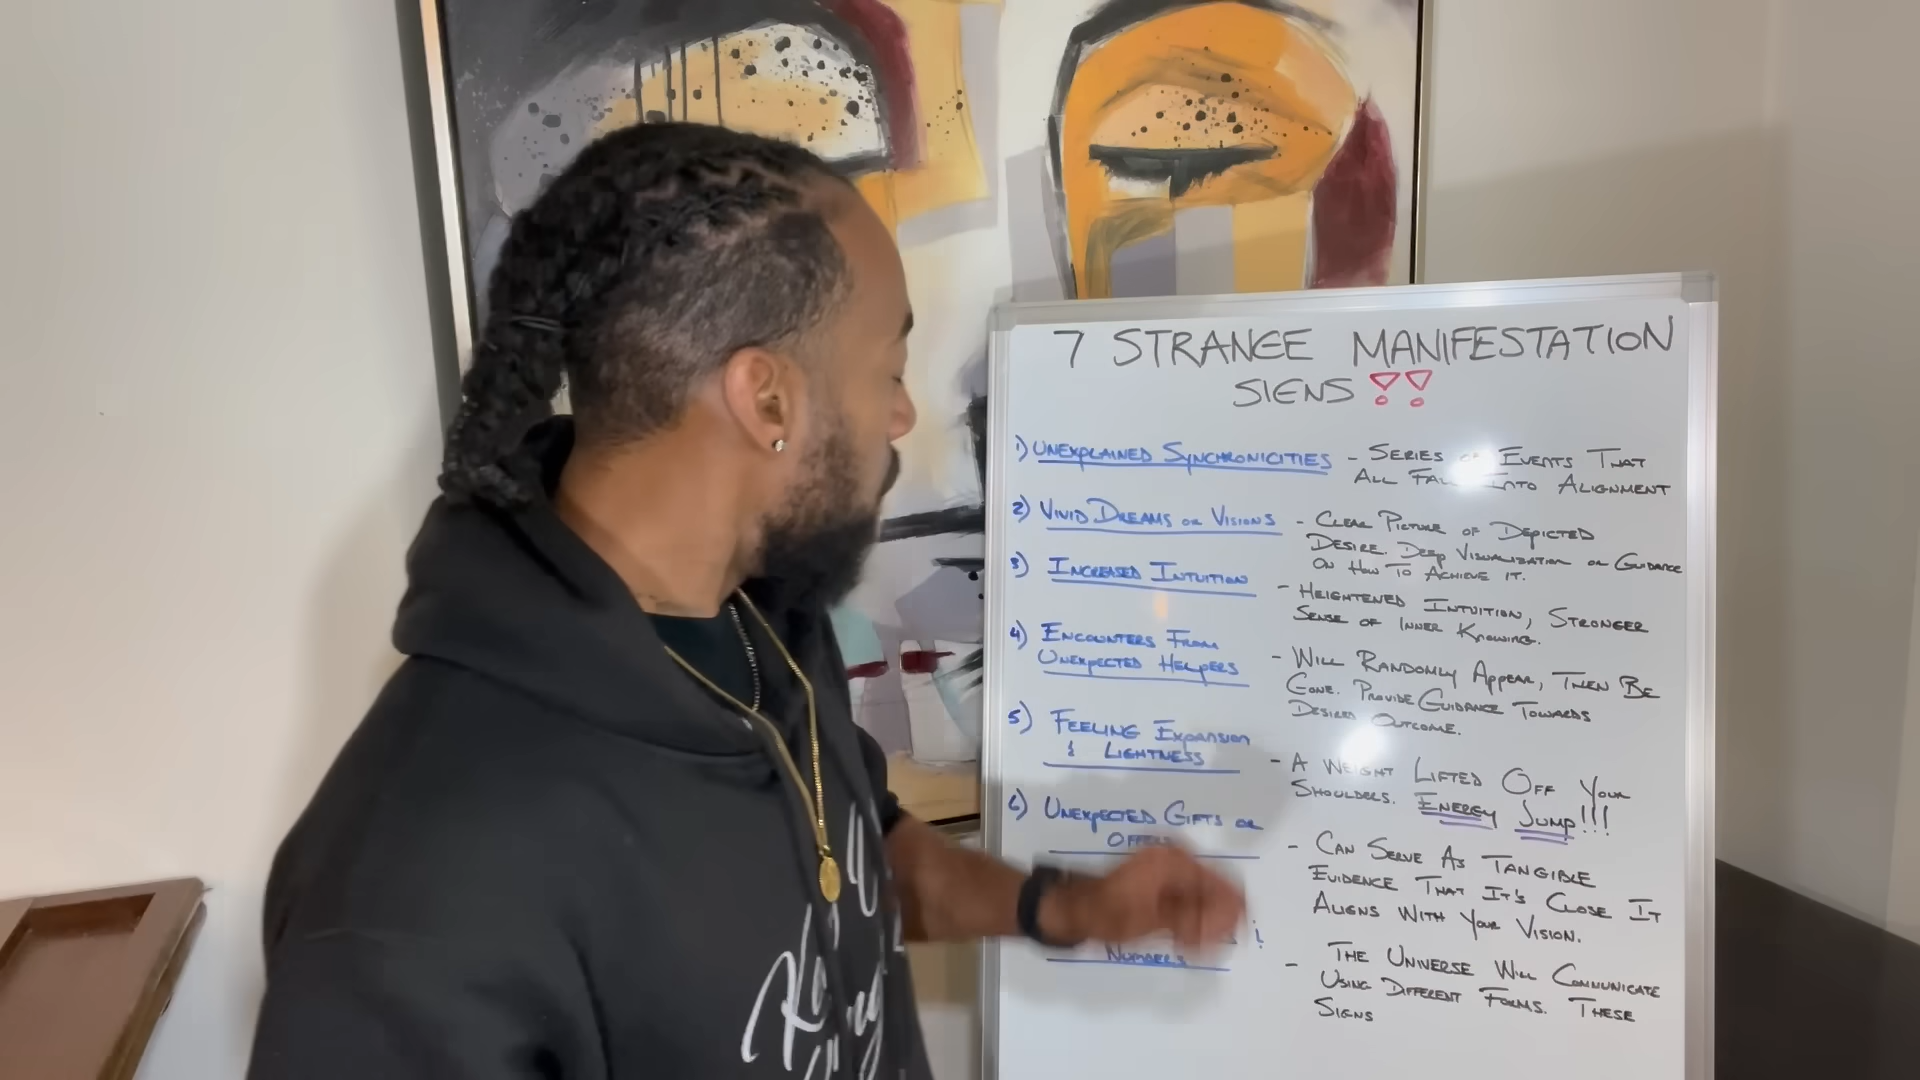 7 STRANGE MANIFESTATION
SIGNS !!
1) UNEXPLAINED SYNCHRONICITIES - SERIES OF EVENTS THAT
ALL FALL INTO ALIGNMENT
2) VIVID DREAMS OR VISIONS - CLEAR PICTURE OF DEPICTED
DESIRE. DEEP VISUALIZATION OR GUIDANCE
ON HOW TO ACHIEVE IT.
3) INCREASED INTUITION - HEIGHTENED INTUITION, STRONGER
SENSE OF INNER KNOWING.
4) ENCOUNTERS FROM
UNEXPECTED HELPERS - WILL RANDOMLY APPEAR, THEN BE
GONE. PROVIDE GUIDANCE TOWARDS
DESIRED OUTCOME.
5) FEELING EXPANSION
& LIGHTNESS - A WEIGHT LIFTED OFF YOUR
SHOULDERS. ENERGY JUMP!!!
6) UNEXPECTED GIFTS OR
OFFERS - CAN SERVE AS TANGIBLE
EVIDENCE THAT IT'S CLOSE IT
ALIGNS WITH YOUR VISION.
NUMBERS - THE UNIVERSE WILL COMMUNICATE
USING DIFFERENT FORMS. THESE
SIGNS